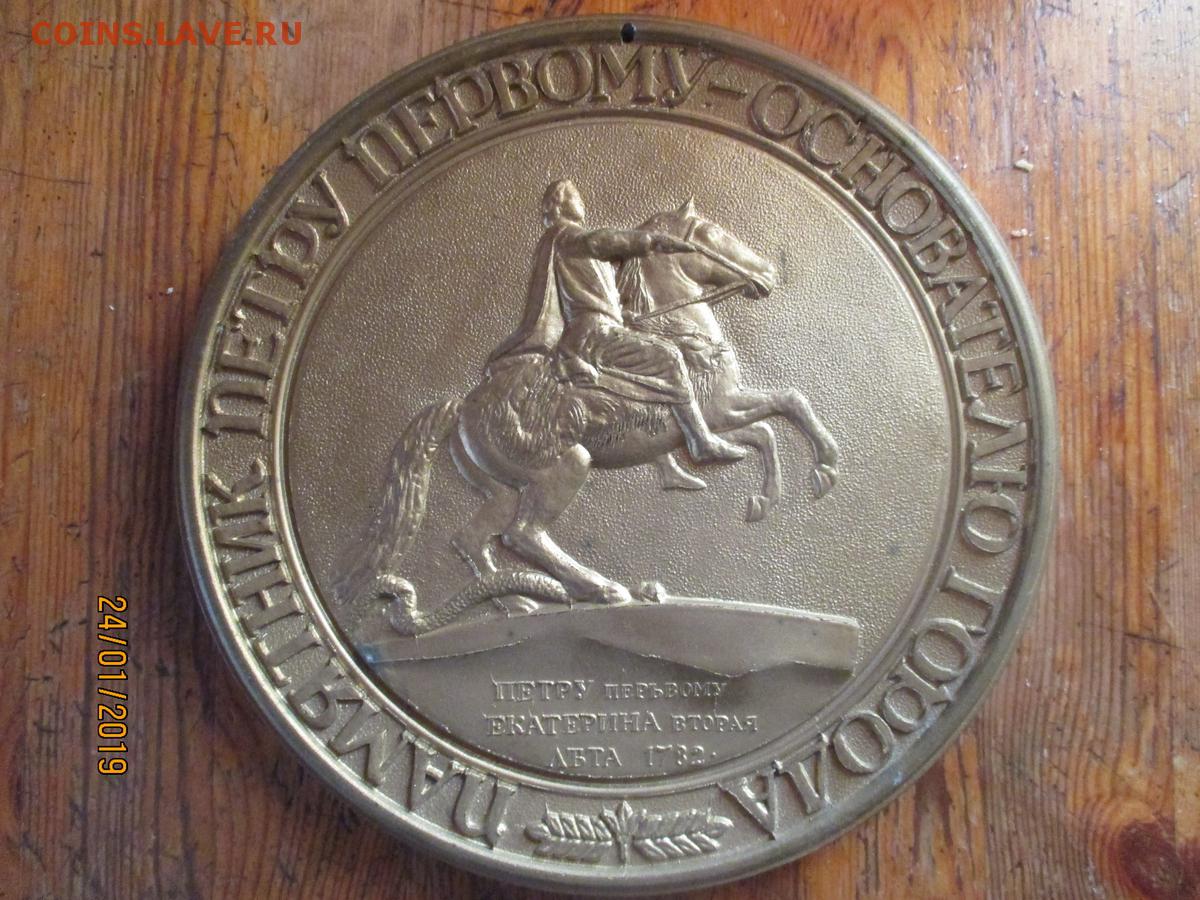 COINS.LAVE.RU
ПАМЯТНИК ПЕТРУ ПЕРВОМУ-ОСНОВАТЕЛЮ ГОРОДА
ПЕТРУ ПЕРЬВОМУ
ЕКАТЕРИНА ВТОРАЯ
ЛѢТА 1782.
24/01/2019